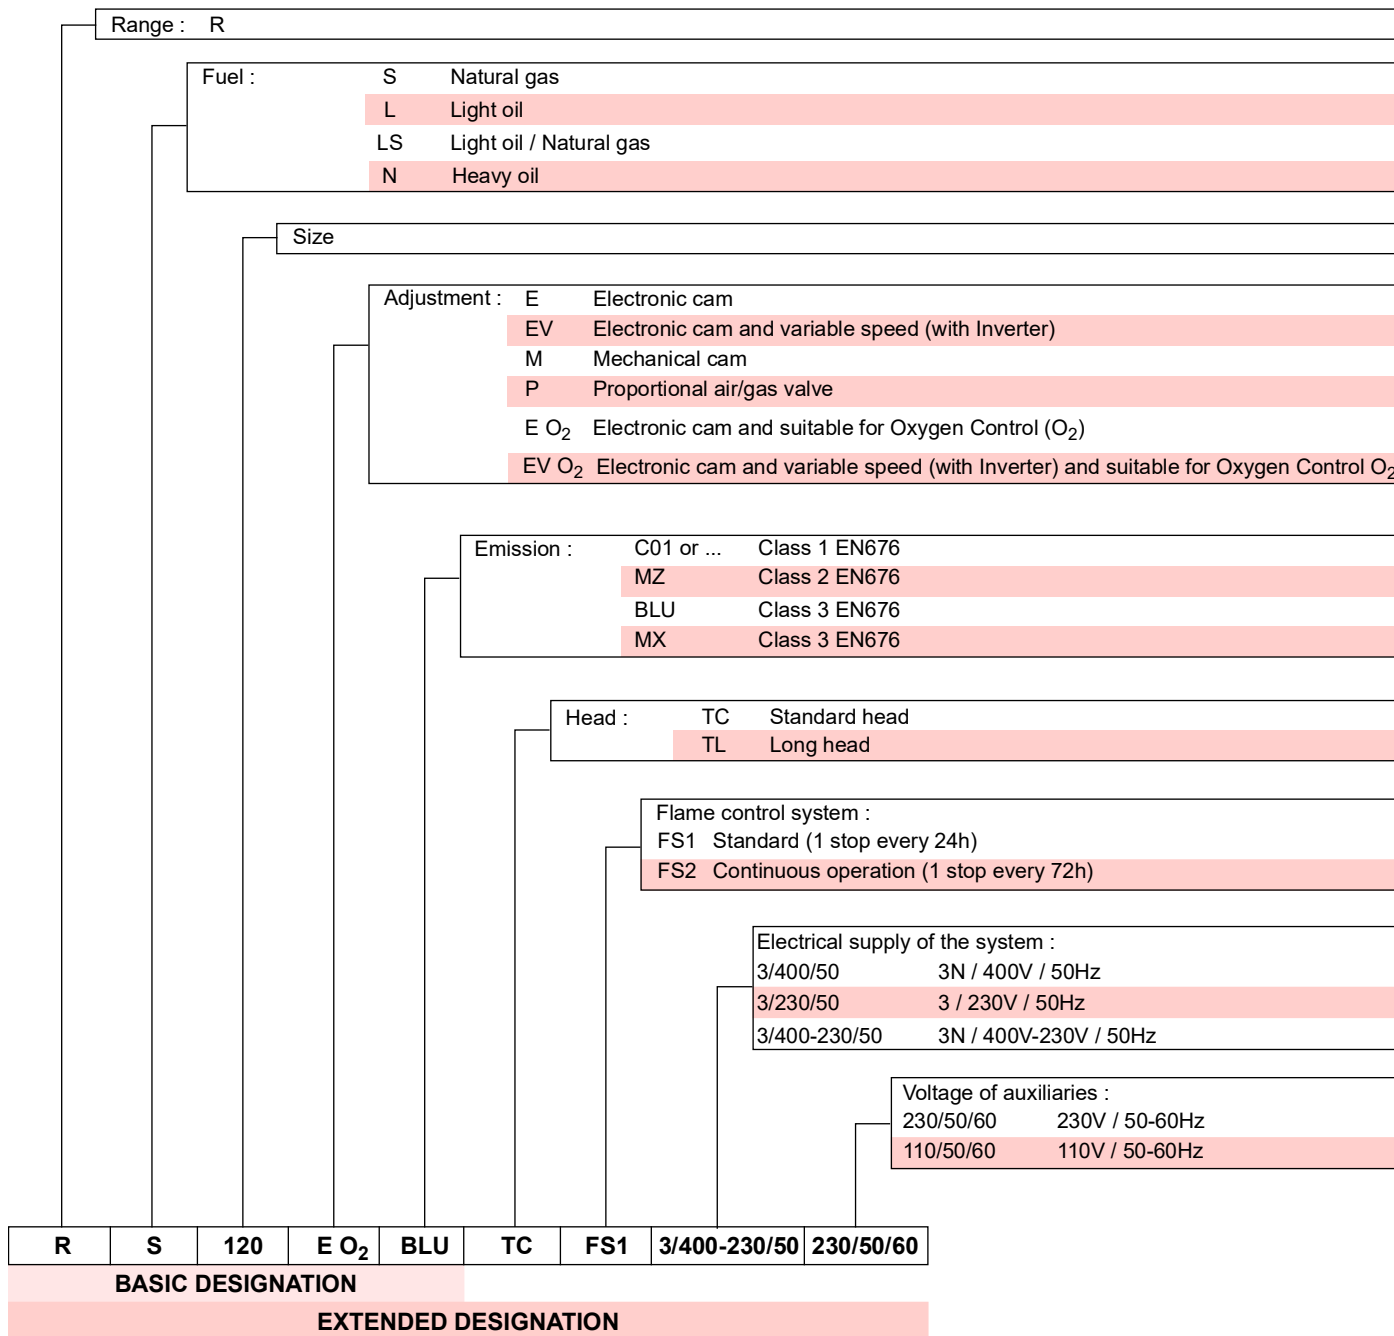 Range : R
Fuel : S Natural gas
L Light oil
LS Light oil / Natural gas
N Heavy oil
Size
Adjustment : E Electronic cam
EV Electronic cam and variable speed (with Inverter)
M Mechanical cam
P Proportional air/gas valve
E O₂ Electronic cam and suitable for Oxygen Control (O₂)
EV O₂ Electronic cam and variable speed (with Inverter) and suitable for Oxygen Control O₂
Emission : C01 or ... Class 1 EN676
MZ Class 2 EN676
BLU Class 3 EN676
MX Class 3 EN676
Head : TC Standard head
TL Long head
Flame control system :
FS1 Standard (1 stop every 24h)
FS2 Continuous operation (1 stop every 72h)
Electrical supply of the system :
3/400/50 3N / 400V / 50Hz
3/230/50 3 / 230V / 50Hz
3/400-230/50 3N / 400V-230V / 50Hz
Voltage of auxiliaries :
230/50/60 230V / 50-60Hz
110/50/60 110V / 50-60Hz
R S 120 E O₂ BLU TC FS1 3/400-230/50 230/50/60
BASIC DESIGNATION
EXTENDED DESIGNATION